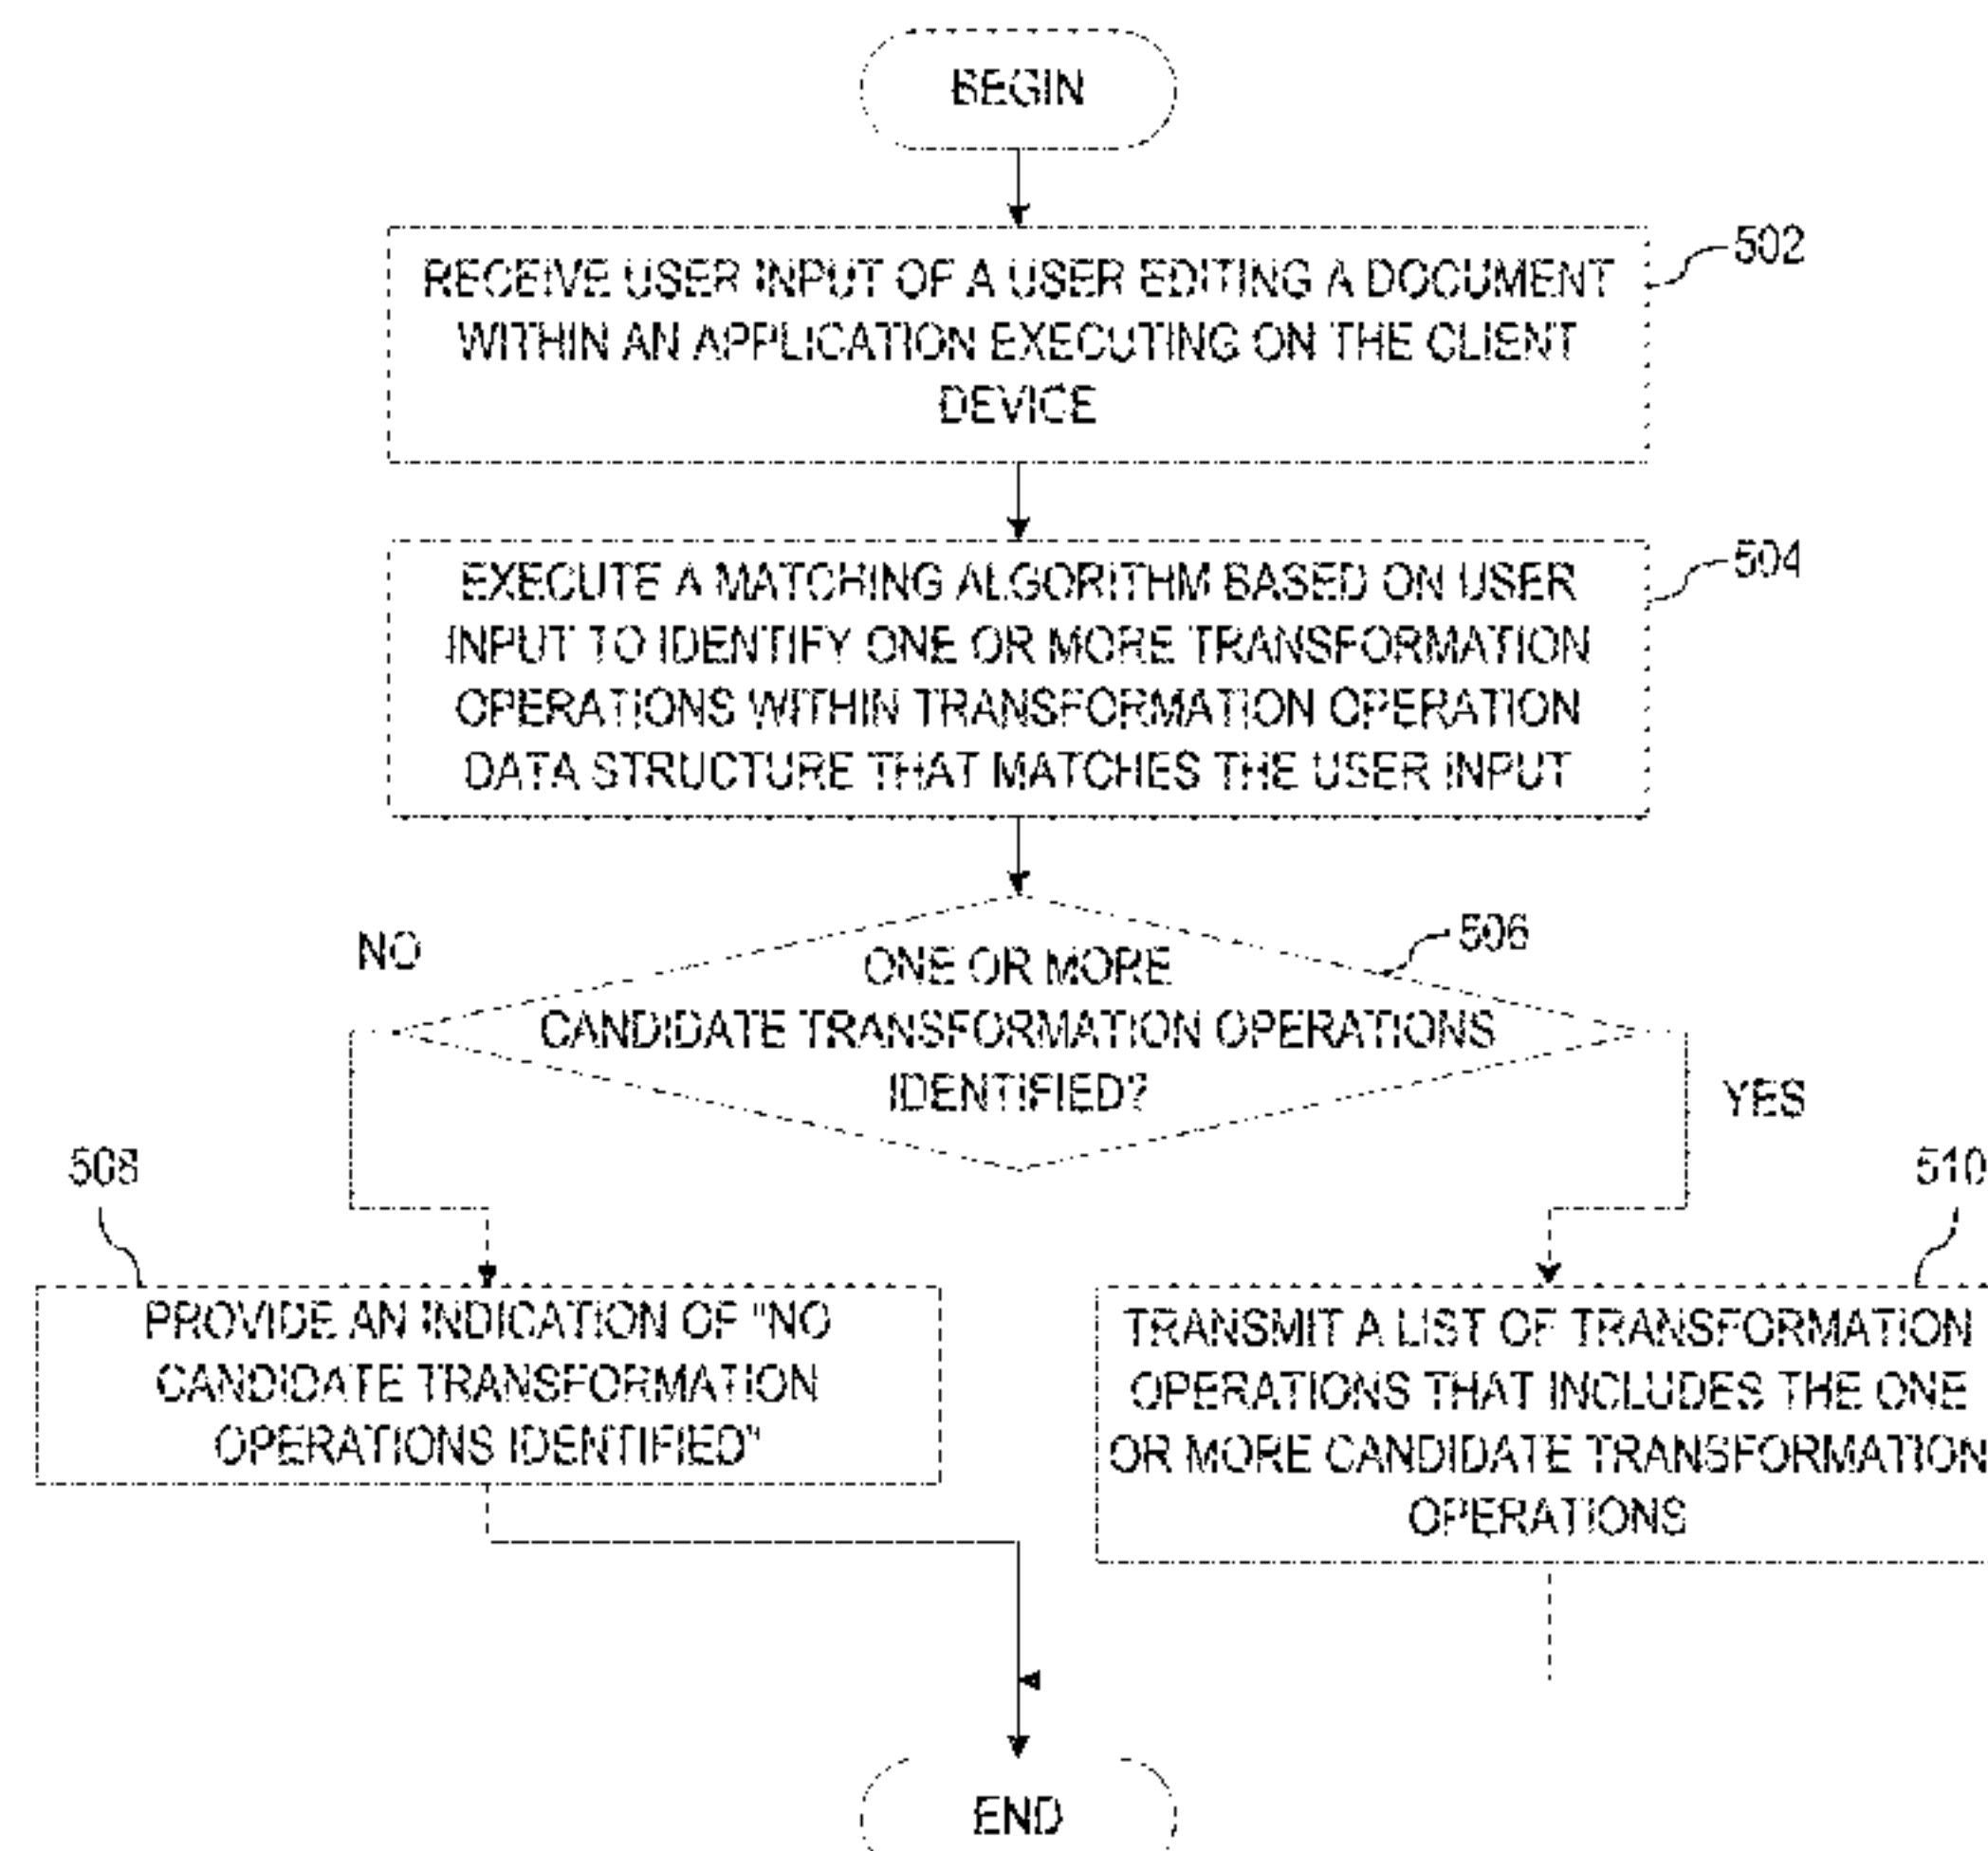 BEGIN
502
RECEIVE USER INPUT OF A USER EDITING A DOCUMENT
WITHIN AN APPLICATION EXECUTING ON THE CLIENT
DEVICE
504
EXECUTE A MATCHING ALGORITHM BASED ON USER
INPUT TO IDENTIFY ONE OR MORE TRANSFORMATION
OPERATIONS WITHIN TRANSFORMATION OPERATION
DATA STRUCTURE THAT MATCHES THE USER INPUT
506
NO
ONE OR MORE
CANDIDATE TRANSFORMATION OPERATIONS
IDENTIFIED?
YES
508
PROVIDE AN INDICATION OF "NO
CANDIDATE TRANSFORMATION
OPERATIONS IDENTIFIED"
510
TRANSMIT A LIST OF TRANSFORMATION
OPERATIONS THAT INCLUDES THE ONE
OR MORE CANDIDATE TRANSFORMATION
OPERATIONS
END